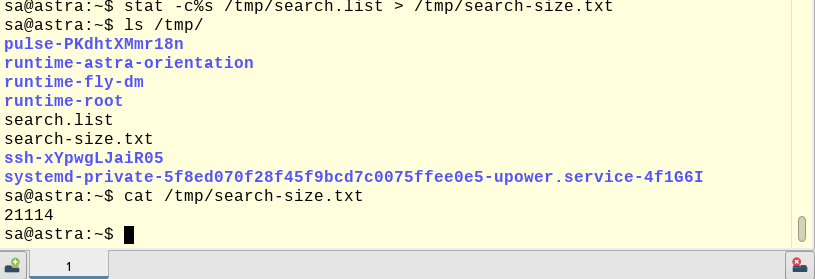 sa@astra:~$ stat -c%s /tmp/search.list > /tmp/search-size.txt
sa@astra:~$ ls /tmp/
pulse-PKdhtXMmr18n
runtime-astra-orientation
runtime-fly-dm
runtime-root
search.list
search-size.txt
ssh-xYpwgLJaiR05
systemd-private-5f8ed070f28f45f9bcd7c0075ffee0e5-upower.service-4f1G6I
sa@astra:~$ cat /tmp/search-size.txt
21114
sa@astra:~$
1